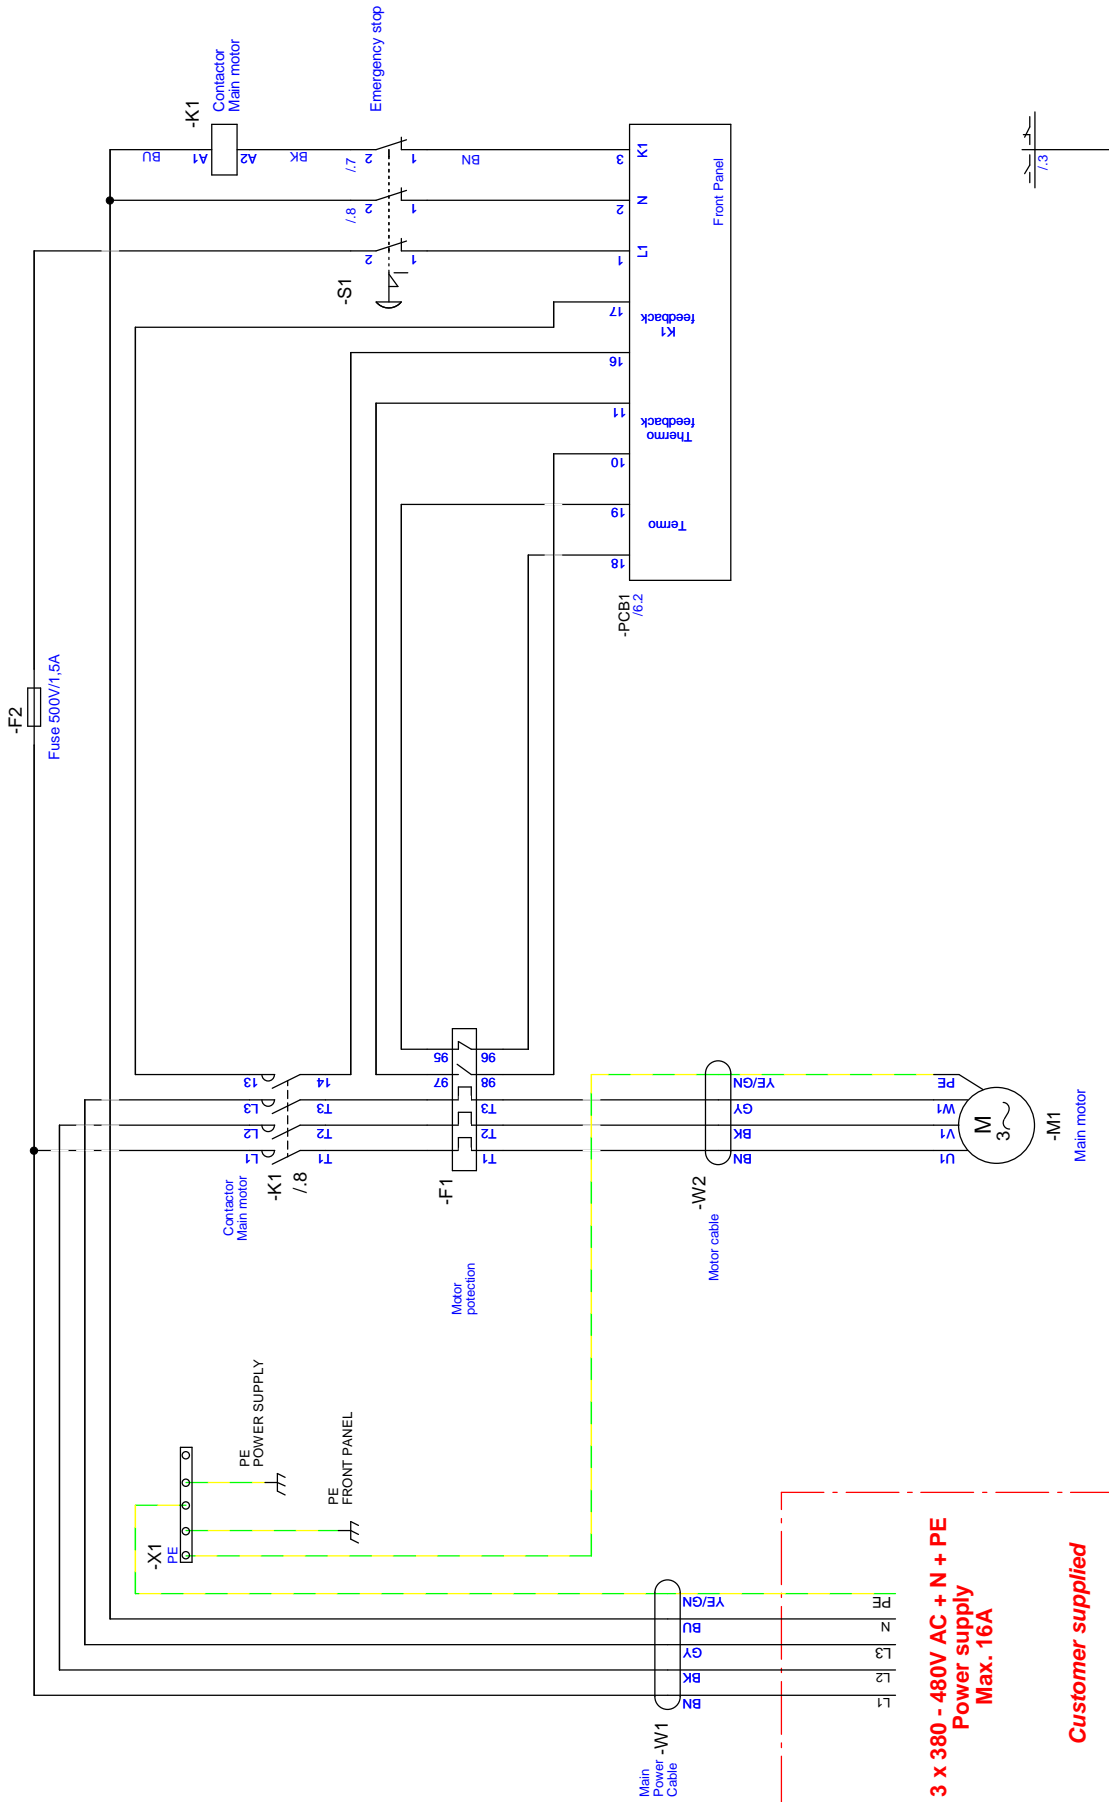 -F2
Fuse 500V/1,5A
-K1
Contactor
Main motor
BU
A1
A2
BK
Emergency stop
/.7
/.8
2
1
2
1
2
1
BN
-S1
3
K1
2
N
1
L1
17
K1
feedback
16
11
Thermo
feedback
10
19
Termo
18
Front Panel
-PCB1
/6.2
/.3
Contactor
Main motor
-K1
/.8
13
14
L3
T3
L2
T2
L1
T1
95
96
97
98
T3
T2
T1
-F1
Motor
potection
-W2
Motor cable
YE/GN
GY
BK
BN
PE
W1
V1
U1
M
3
-M1
Main motor
-X1
PE
PE
POWER SUPPLY
PE
FRONT PANEL
Main
Power
Cable
-W1
YE/GN
BU
GY
BK
BN
PE
N
L3
L2
L1
3 x 380 - 480V AC + N + PE
Power supply
Max. 16A
Customer supplied